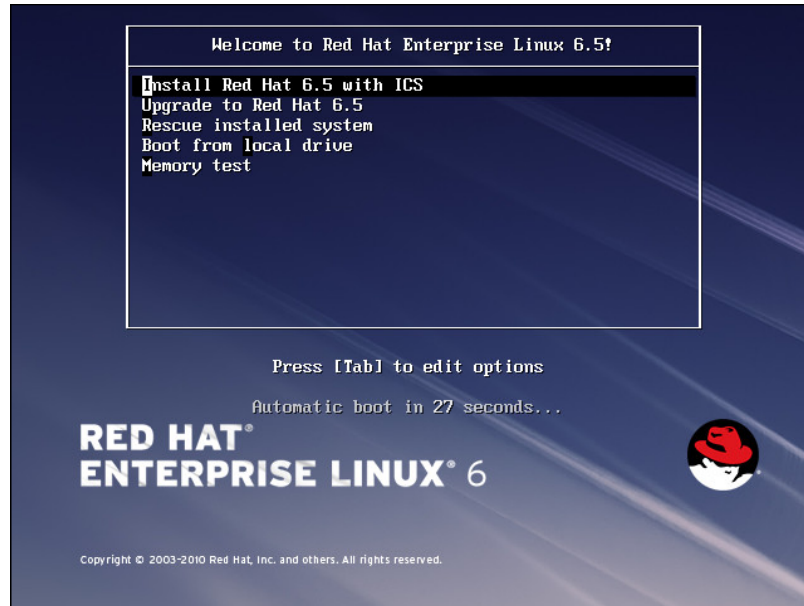 Welcome to Red Hat Enterprise Linux 6.5!
Install Red Hat 6.5 with ICS
Upgrade to Red Hat 6.5
Rescue installed system
Boot from local drive
Memory test
Press [Tab] to edit options
Automatic boot in 27 seconds...
RED HAT®
ENTERPRISE LINUX® 6
Copyright © 2003-2010 Red Hat, Inc. and others. All rights reserved.